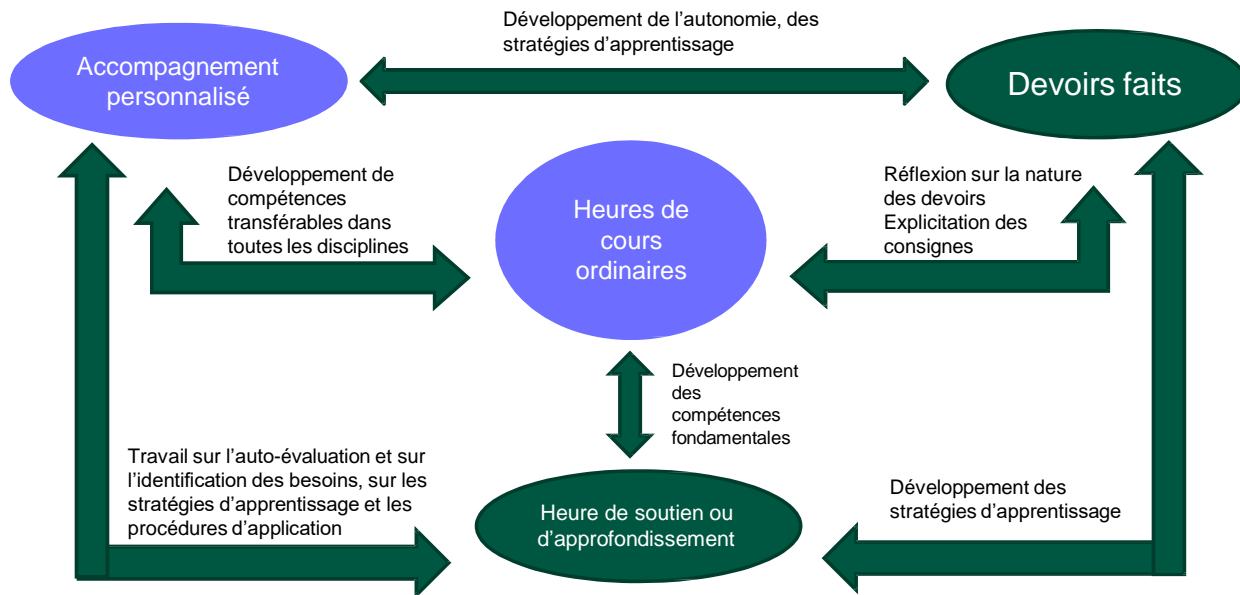 Développement de l’autonomie, des
stratégies d’apprentissage
Accompagnement
personnalisé
Devoirs faits
Développement de
compétences
transférables dans
toutes les disciplines
Heures de
cours
ordinaires
Réflexion sur la nature
des devoirs
Explicitation des
consignes
Développement
des
compétences
fondamentales
Travail sur l’auto-évaluation et sur
l’identification des besoins, sur les
stratégies d’apprentissage et les
procédures d’application
Heure de soutien ou
d’approfondissement
Développement des
stratégies d’apprentissage